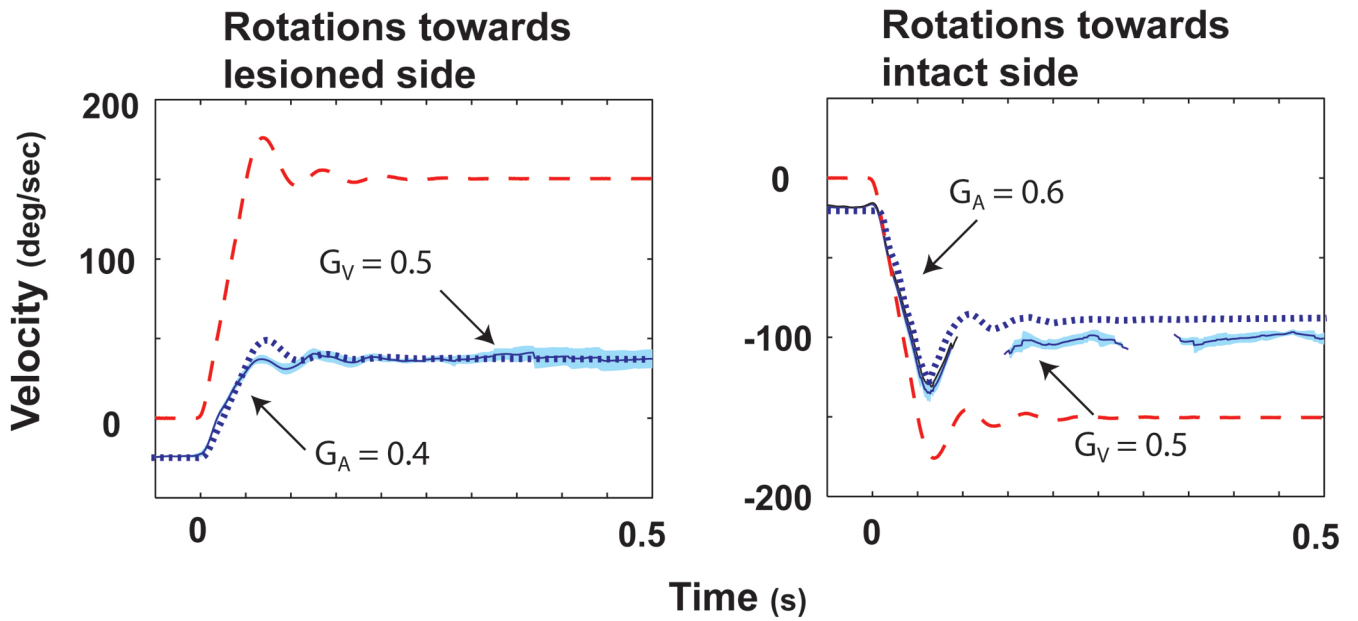 Rotations towards
lesioned side
Rotations towards
intact side
Velocity (deg/sec)
200
100
0
G_V = 0.5
G_A = 0.4
0
0.5
0
-100
-200
G_A = 0.6
G_V = 0.5
0
0.5
Time (s)